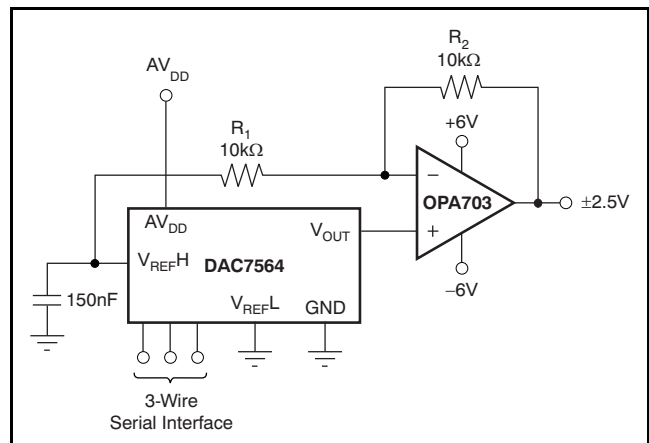 R2
10kΩ
AVDD
R1
10kΩ
+6V
−
OPA703
+
±2.5V
−6V
AVDD
VOUT
VREFH
DAC7564
150nF
VREFL
GND
3-Wire
Serial Interface